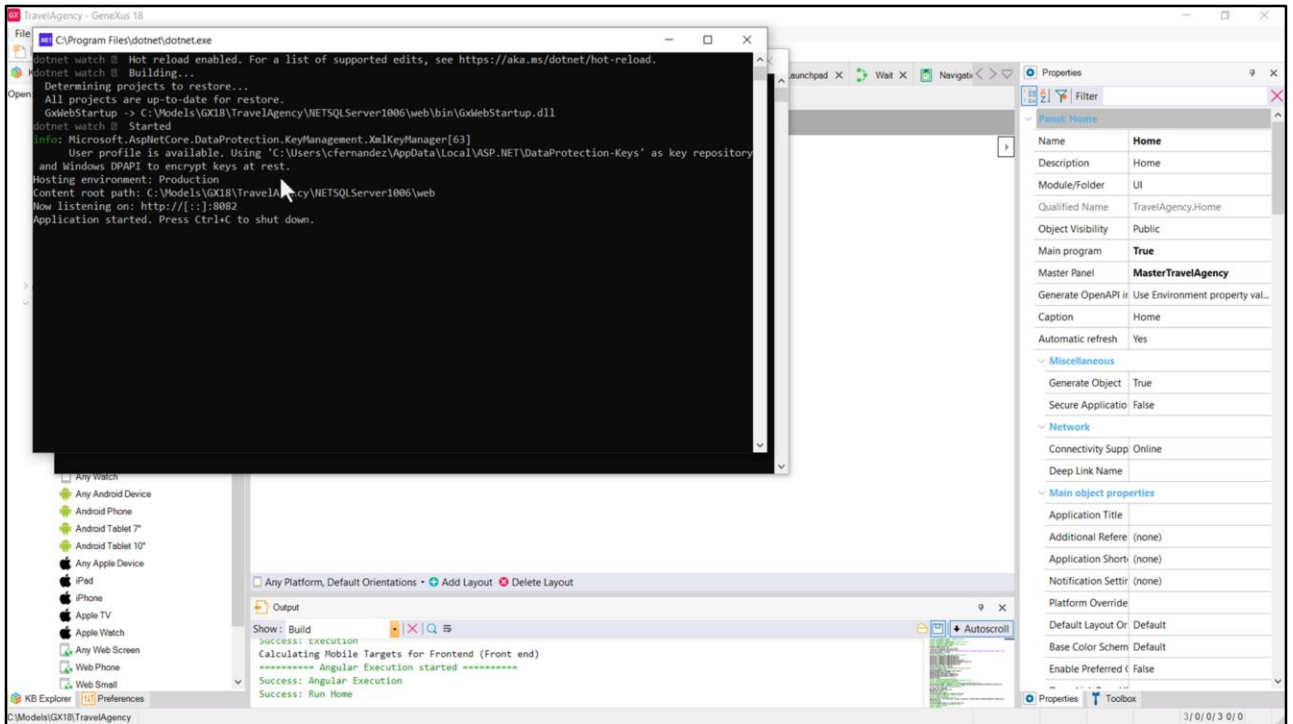 GX TravelAgency - GeneXus 18
File
.NET C:\Program Files\dotnet\dotnet.exe
dotnet watch Hot reload enabled. For a list of supported edits, see https://aka.ms/dotnet/hot-reload.
dotnet watch Building...
Determining projects to restore...
All projects are up-to-date for restore.
GxWebStartup -> C:\Models\GX18\TravelAgency\NETSQLServer1006\web\bin\GxWebStartup.dll
dotnet watch Started
info: Microsoft.AspNetCore.DataProtection.KeyManagement.XmlKeyManager[63]
User profile is available. Using 'C:\Users\cfernandez\AppData\Local\ASP.NET\DataProtection-Keys' as key repository
and Windows DPAPI to encrypt keys at rest.
Hosting environment: Production
Content root path: C:\Models\GX18\TravelA cy\NETSQLServer1006\web
Now listening on: http://[::]:8082
Application started. Press Ctrl+C to shut down.
Open
aunchpad X Wait X Navigati
Any Watch
Any Android Device
Android Phone
Android Tablet 7"
Android Tablet 10"
Any Apple Device
iPad
iPhone
Apple TV
Apple Watch
Any Web Screen
Web Phone
Web Small
KB Explorer Preferences
Any Platform, Default Orientations Add Layout Delete Layout
Output
Show: Build Autoscroll
Success: Execution
Calculating Mobile Targets for Frontend (Front end)
========== Angular Execution started ==========
Success: Angular Execution
Success: Run Home
Properties
Filter
Panel: Home
Name Home
Description Home
Module/Folder UI
Qualified Name TravelAgency.Home
Object Visibility Public
Main program True
Master Panel MasterTravelAgency
Generate OpenAPI ir Use Environment property val...
Caption Home
Automatic refresh Yes
Miscellaneous
Generate Object True
Secure Applicatio False
Network
Connectivity Supp Online
Deep Link Name
Main object properties
Application Title
Additional Refere (none)
Application Short (none)
Notification Settir (none)
Platform Override
Default Layout Or Default
Base Color Schem Default
Enable Preferred C False
Properties Toolbox
C:\Models\GX18\TravelAgency
3/ 0/ 0/ 3 0/ 0